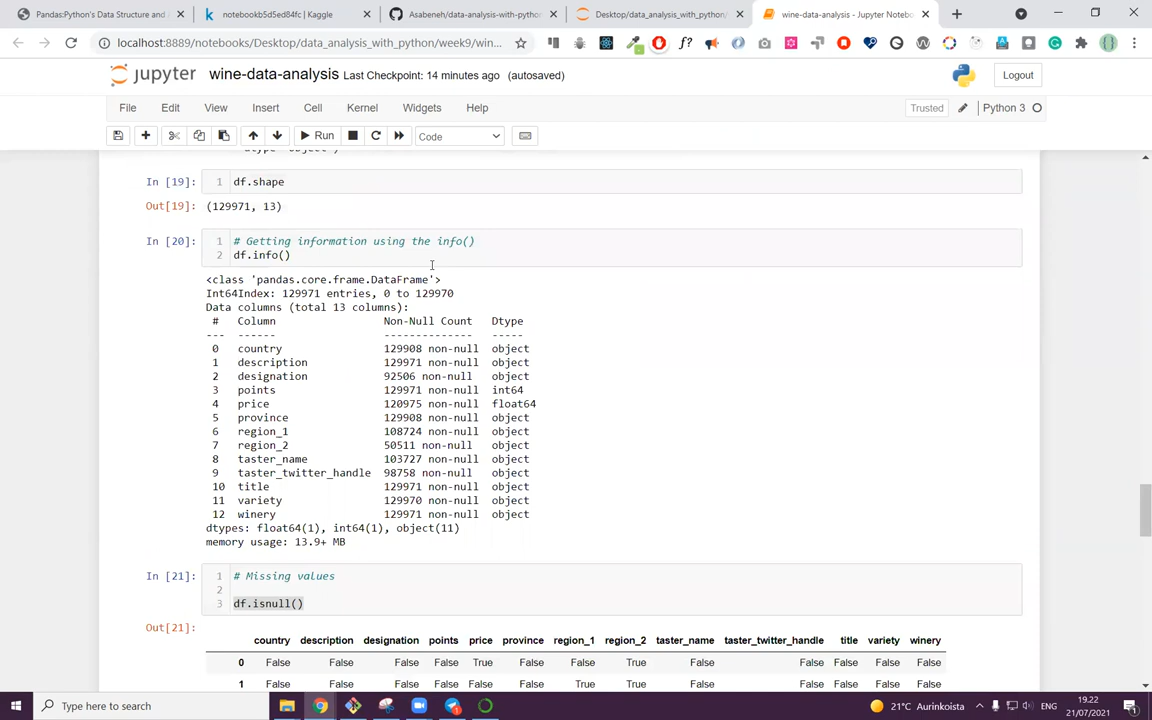 Pandas:Python's Data Structure and
notebookb5d5ed84fc | Kaggle
Asabeneh/data-analysis-with-python
Desktop/data_analysis_with_python/
wine-data-analysis - Jupyter Notebo
localhost:8889/notebooks/Desktop/data_analysis_with_python/week9/win...
jupyter wine-data-analysis Last Checkpoint: 14 minutes ago (autosaved)
Logout
File Edit View Insert Cell Kernel Widgets Help
Trusted Python 3
Run Code
In [19]: 1 df.shape
Out[19]: (129971, 13)
In [20]: 1 # Getting information using the info()
2 df.info()
<class 'pandas.core.frame.DataFrame'>
Int64Index: 129971 entries, 0 to 129970
Data columns (total 13 columns):
# Column Non-Null Count Dtype
--- ------ -------------- -----
0 country 129908 non-null object
1 description 129971 non-null object
2 designation 92506 non-null object
3 points 129971 non-null int64
4 price 120975 non-null float64
5 province 129908 non-null object
6 region_1 108724 non-null object
7 region_2 50511 non-null object
8 taster_name 103727 non-null object
9 taster_twitter_handle 98758 non-null object
10 title 129971 non-null object
11 variety 129970 non-null object
12 winery 129971 non-null object
dtypes: float64(1), int64(1), object(11)
memory usage: 13.9+ MB
In [21]: 1 # Missing values
2
3 df.isnull()
Out[21]:
country description designation points price province region_1 region_2 taster_name taster_twitter_handle title variety winery
0 False False False False True False False True False False False False False
1 False False False False False False True True False False False False False
Type here to search
21°C Aurinkoista
ENG
19.22
21/07/2021